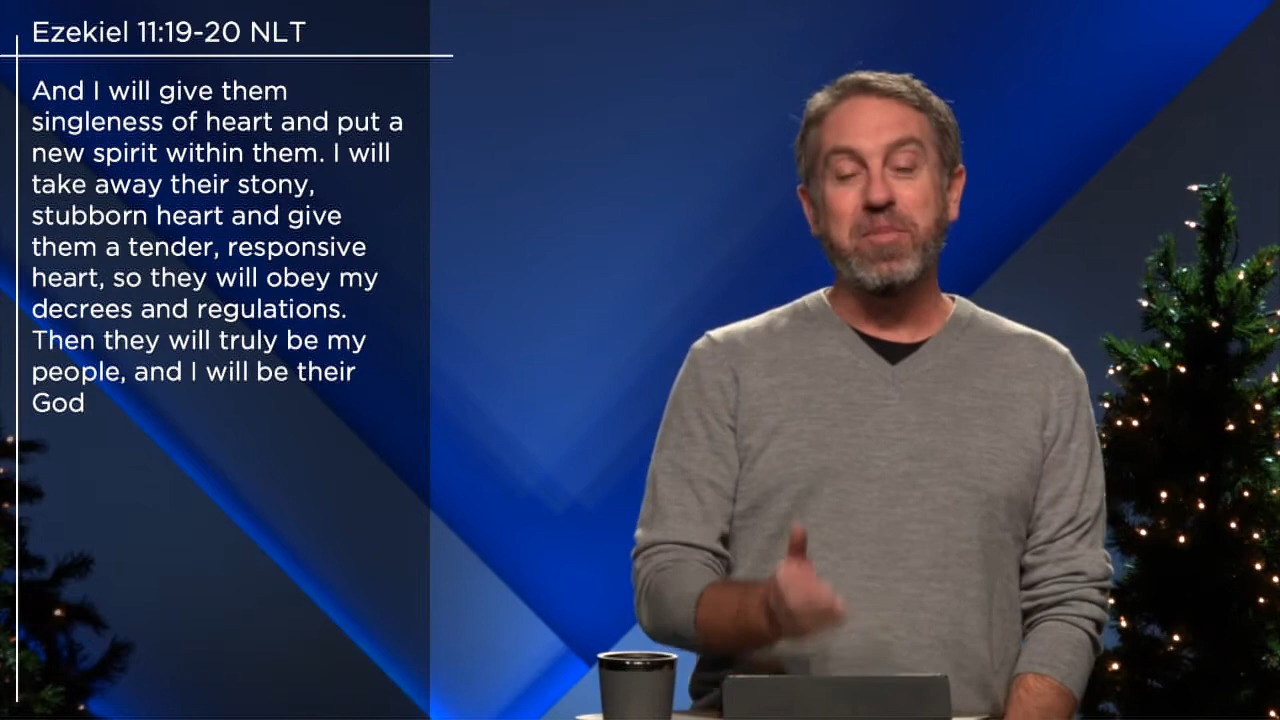 Ezekiel 11:19-20 NLT
And I will give them
singleness of heart and put a
new spirit within them. I will
take away their stony,
stubborn heart and give
them a tender, responsive
heart, so they will obey my
decrees and regulations.
Then they will truly be my
people, and I will be their
God